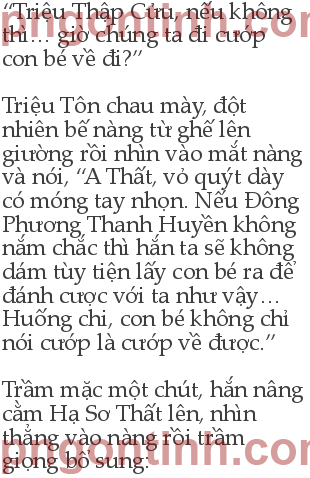 “Triệu Thập Cửu, nếu không
thì… giờ chúng ta đi cướp
con bé về đi?”
Triệu Tôn chau mày, đột
nhiên bế nàng từ ghế lên
giường rồi nhìn vào mắt nàng
và nói, “A Thất, vỏ quýt dày
có móng tay nhọn. Nếu Đông
Phương Thanh Huyền không
nắm chắc thì hắn ta sẽ không
dám tùy tiện lấy con bé ra để
đánh cược với ta như vậy…
Huống chi, con bé không chỉ
nói cướp là cướp về được.”
Trầm mặc một chút, hắn nâng
cằm Hạ Sơ Thất lên, nhìn
thẳng vào nàng rồi trầm
giọng bổ sung:
pngontinh.com
pngontinh.com